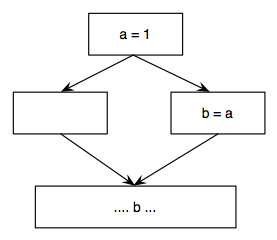 a = 1
b = a
.... b ...